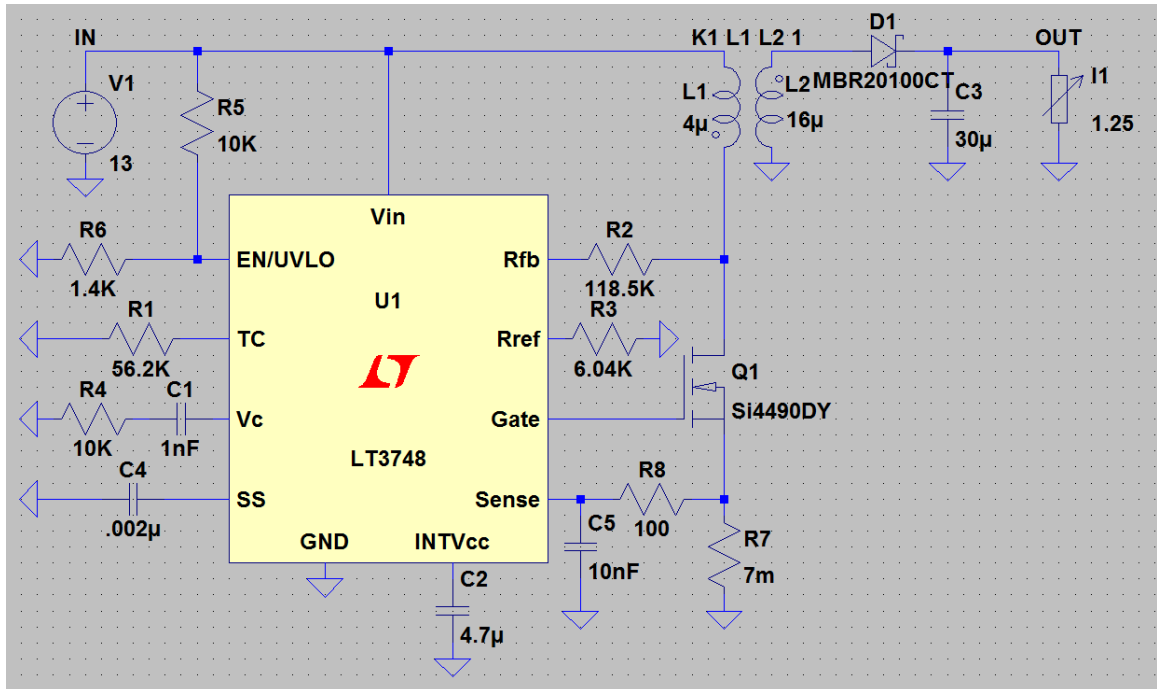 IN
K1 L1 L2 1
D1
OUT
V1
R5
L1
L2
MBR20100CT
C3
I1
10K
4µ
16µ
30µ
1.25
13
Vin
R6
EN/UVLO
Rfb
R2
1.4K
118.5K
R1
U1
R3
TC
Rref
56.2K
6.04K
R4
C1
Q1
Vc
Gate
Si4490DY
10K
1nF
LT3748
C4
R8
SS
Sense
.002µ
100
C5
GND
INTVcc
R7
10nF
7m
C2
4.7µ